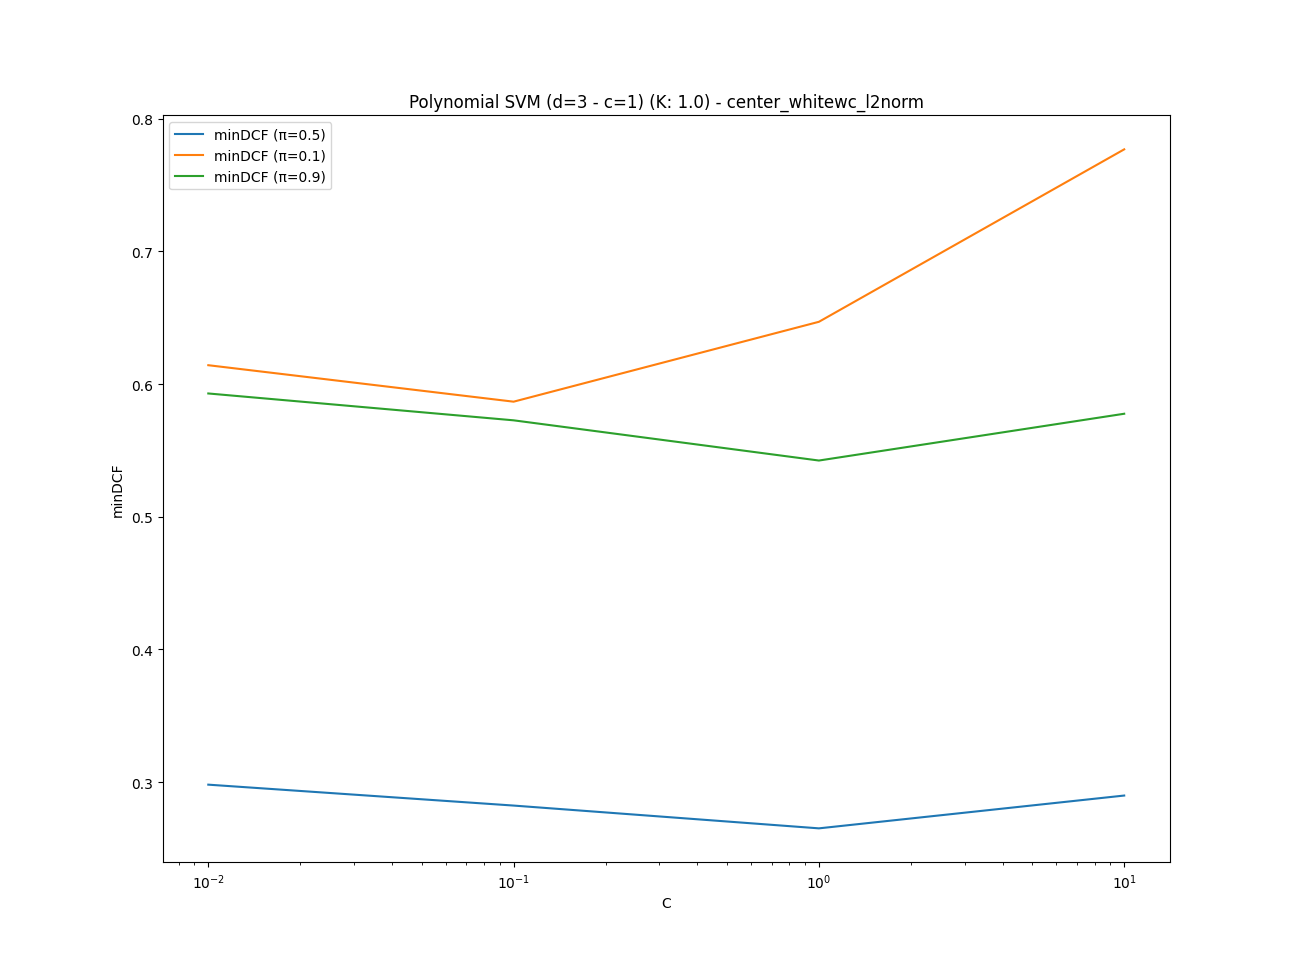 Polynomial SVM (d=3 - c=1) (K: 1.0) - center_whitewc_l2norm
minDCF (π=0.5)
minDCF (π=0.1)
minDCF (π=0.9)
0.8
0.7
0.6
0.5
0.4
0.3
minDCF
10⁻² 10⁻¹ 10⁰ 10¹
C